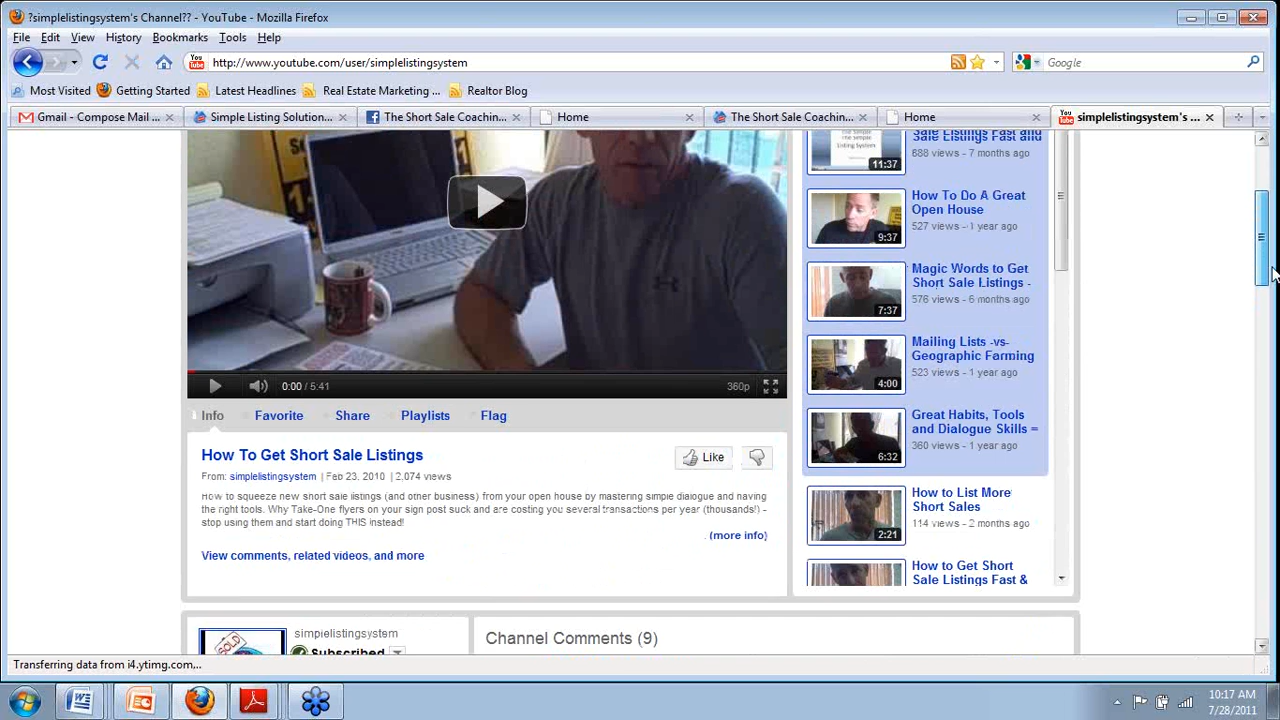 ?simplelistingsystem's Channel?? - YouTube - Mozilla Firefox
File Edit View History Bookmarks Tools Help
You Tube http://www.youtube.com/user/simplelistingsystem Google
Most Visited Getting Started Latest Headlines Real Estate Marketing ... Realtor Blog
Gmail - Compose Mail ... Simple Listing Solution... The Short Sale Coachin... Home The Short Sale Coachin... Home simplelistingsystem's ...
Sale Listings Fast and
688 views - 7 months ago
11:37
How To Do A Great
Open House
527 views - 1 year ago
9:37
Magic Words to Get
Short Sale Listings -
576 views - 6 months ago
7:37
Mailing Lists -vs-
Geographic Farming
523 views - 1 year ago
4:00
Great Habits, Tools
and Dialogue Skills =
360 views - 1 year ago
6:32
How to List More
Short Sales
114 views - 2 months ago
2:21
How to Get Short
Sale Listings Fast &
0:00 / 5:41 360p
Info Favorite Share Playlists Flag
How To Get Short Sale Listings Like
From: simplelistingsystem | Feb 23, 2010 | 2,074 views
How to squeeze new short sale listings (and other business) from your open house by mastering simple dialogue and having
the right tools. Why Take-One flyers on your sign post suck and are costing you several transactions per year (thousands!) -
stop using them and start doing THIS instead!
(more info)
View comments, related videos, and more
SOLD
simplelistingsystem
Subscribed
Channel Comments (9)
Transferring data from i4.ytimg.com...
10:17 AM
7/28/2011